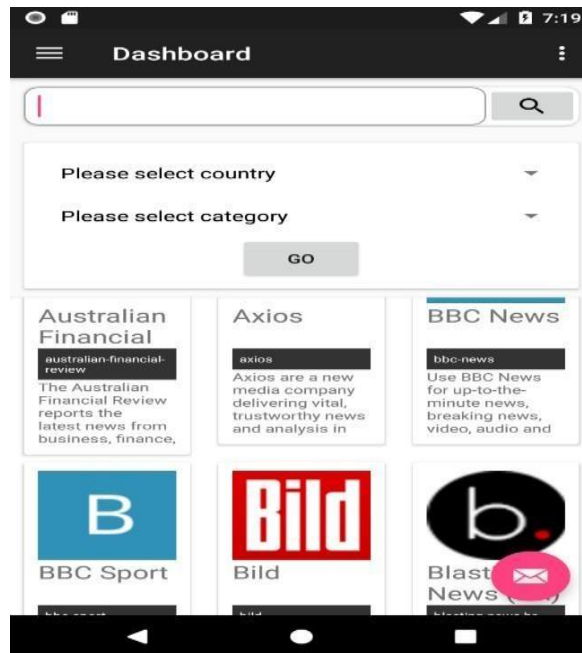 7:19
Dashboard
Please select country
Please select category
GO
Australian
Financial
australian-financial-
review
The Australian
Financial Review
reports the
latest news from
business, finance,
Axios
axios
Axios are a new
media company
delivering vital,
trustworthy news
and analysis in
BBC News
bbc-news
Use BBC News
for up-to-the-
minute news,
breaking news,
video, audio and
B
BBC Sport
Bild
Bild
b.
News